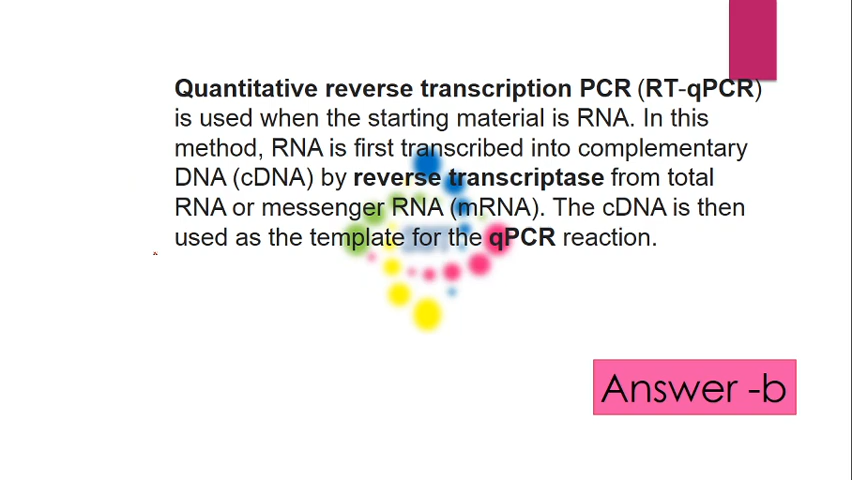 Quantitative reverse transcription PCR (RT-qPCR)
is used when the starting material is RNA. In this
method, RNA is first transcribed into complementary
DNA (cDNA) by reverse transcriptase from total
RNA or messenger RNA (mRNA). The cDNA is then
used as the template for the qPCR reaction.
Answer -b